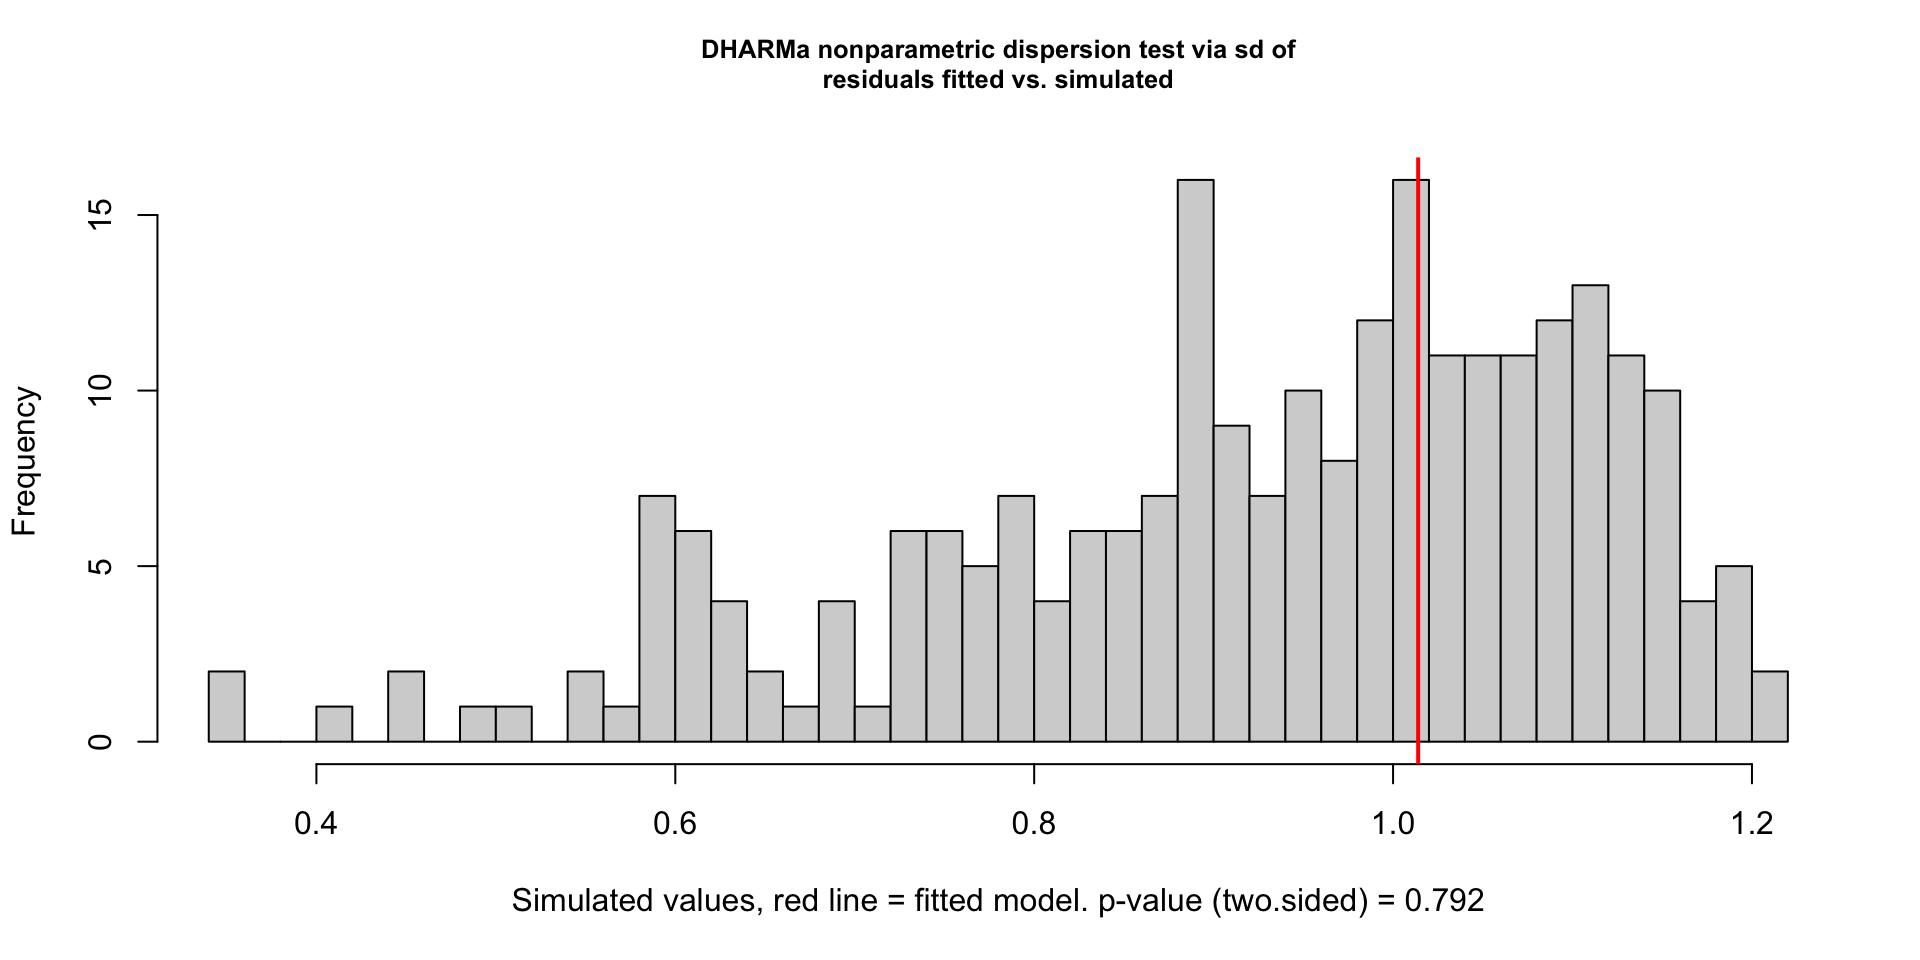 DHARMa nonparametric dispersion test via sd of
residuals fitted vs. simulated
Frequency
15
10
5
0
0.4 0.6 0.8 1.0 1.2
Simulated values, red line = fitted model. p-value (two.sided) = 0.792